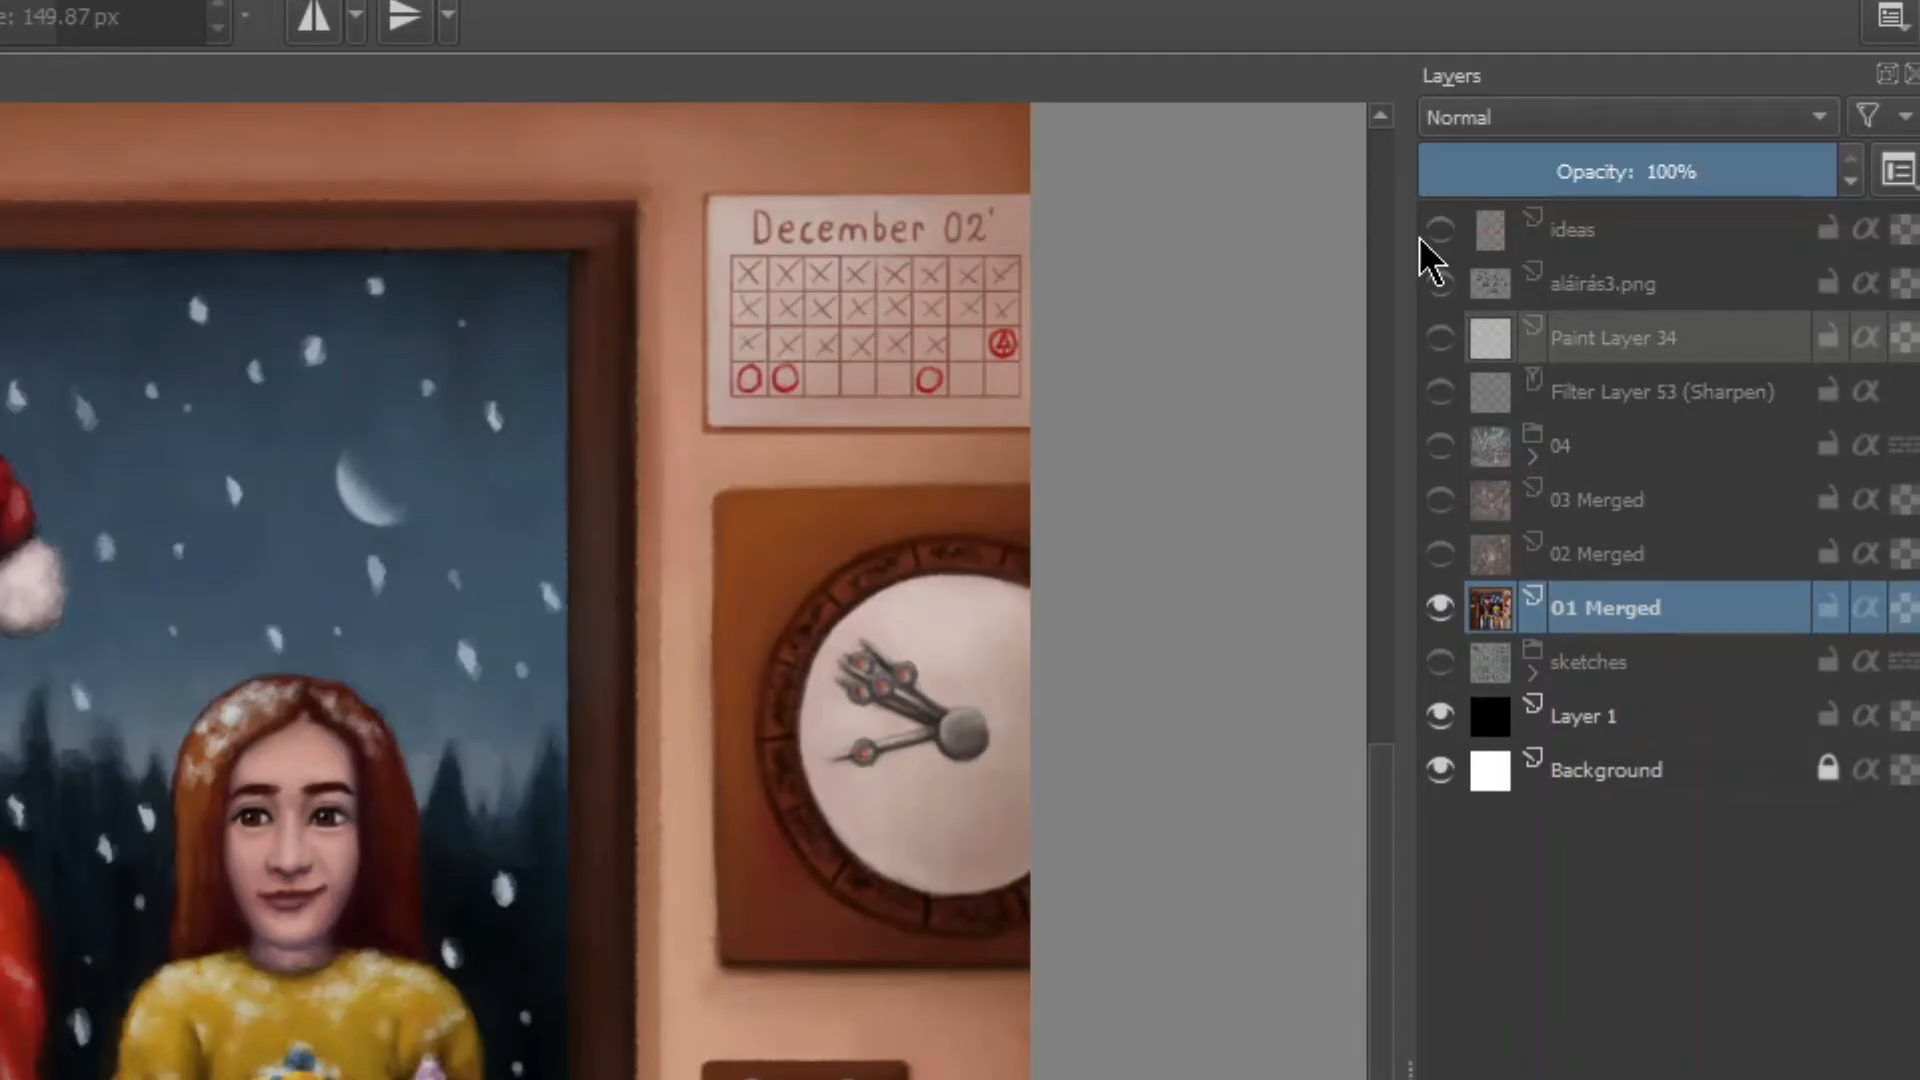 e: 149.87 px
Layers
Normal
Opacity: 100%
ideas
aláírás3.png
Paint Layer 34
Filter Layer 53 (Sharpen)
04
03 Merged
02 Merged
01 Merged
sketches
Layer 1
Background
December 02'